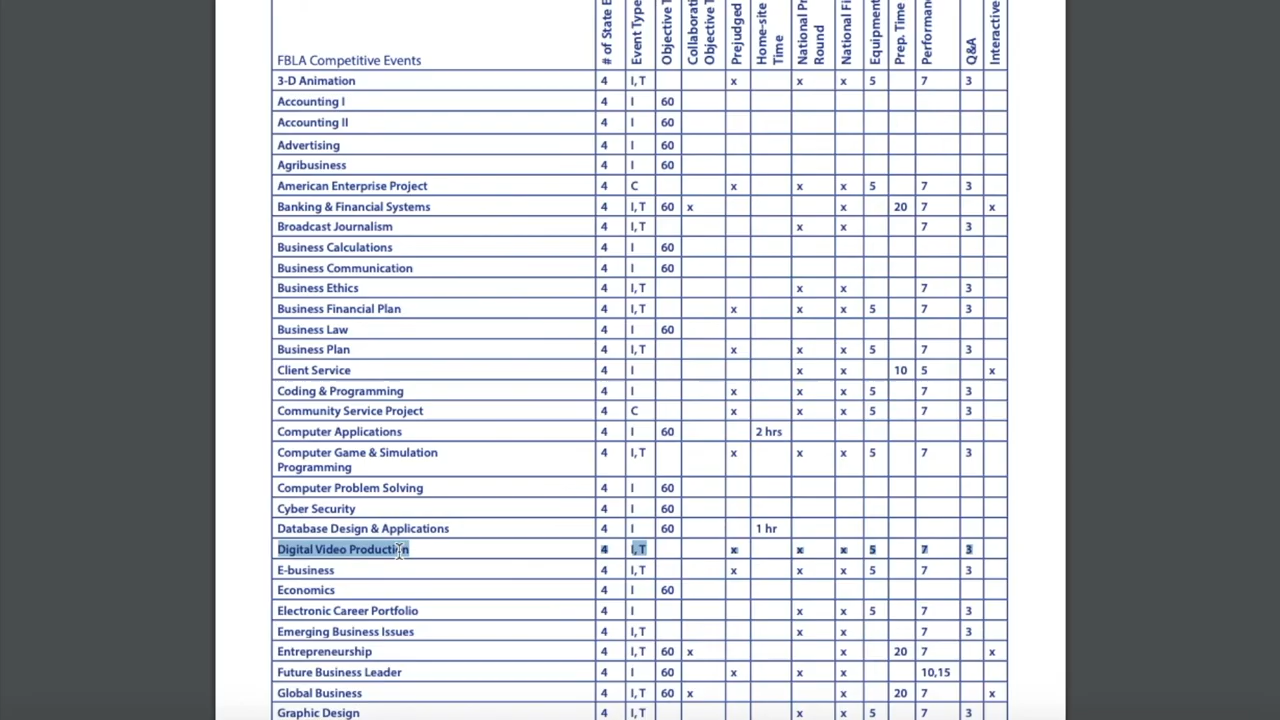 FBLA Competitive Events # of State E Event Type Objective T Collaborati Objective T Prejudged Home-site Time National Pr Round National Fi Equipment Prep. Time Performanc Q&A Interactive
3-D Animation 4 I, T x x x 5 7 3
Accounting I 4 I 60
Accounting II 4 I 60
Advertising 4 I 60
Agribusiness 4 I 60
American Enterprise Project 4 C x x x 5 7 3
Banking & Financial Systems 4 I, T 60 x x 20 7 x
Broadcast Journalism 4 I, T x x 7 3
Business Calculations 4 I 60
Business Communication 4 I 60
Business Ethics 4 I, T x x 7 3
Business Financial Plan 4 I, T x x x 5 7 3
Business Law 4 I 60
Business Plan 4 I, T x x x 5 7 3
Client Service 4 I x x 10 5 x
Coding & Programming 4 I x x x 5 7 3
Community Service Project 4 C x x x 5 7 3
Computer Applications 4 I 60 2 hrs
Computer Game & Simulation 4 I, T x x x 5 7 3
Programming
Computer Problem Solving 4 I 60
Cyber Security 4 I 60
Database Design & Applications 4 I 60 1 hr
Digital Video Production 4 I, T x x x 5 7 3
E-business 4 I, T x x x 5 7 3
Economics 4 I 60
Electronic Career Portfolio 4 I x x 5 7 3
Emerging Business Issues 4 I, T x x 7 3
Entrepreneurship 4 I, T 60 x x 20 7 x
Future Business Leader 4 I 60 x x x 10,15
Global Business 4 I, T 60 x x 20 7 x
Graphic Design 4 I, T x x x 5 7 3